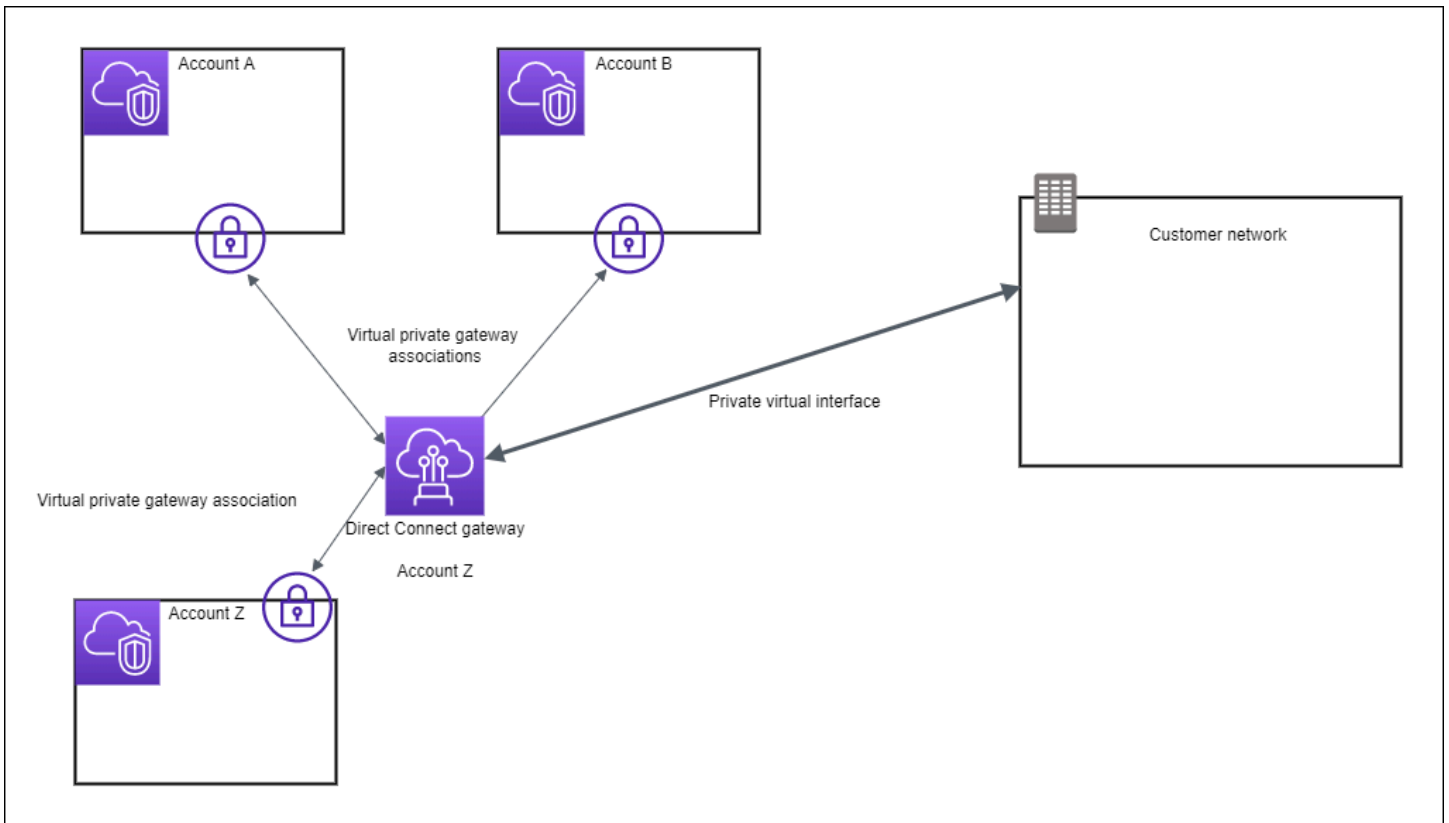 Account A
Account B
Customer network
Virtual private gateway
associations
Private virtual interface
Virtual private gateway association
Direct Connect gateway
Account Z
Account Z